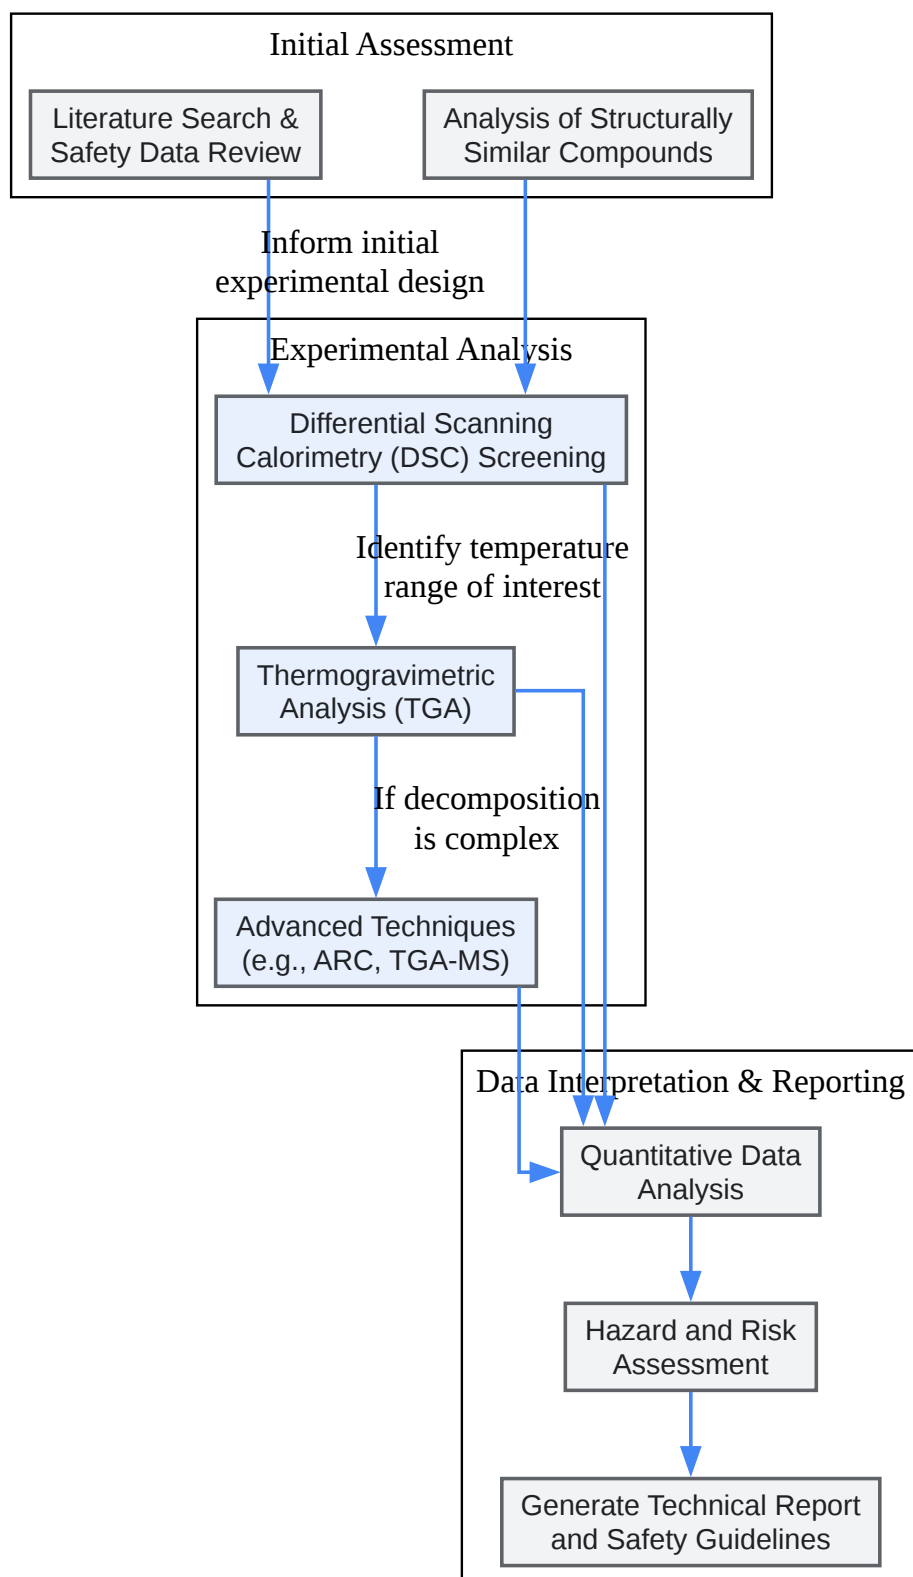 Initial Assessment
Literature Search &
Safety Data Review
Analysis of Structurally
Similar Compounds
Inform initial
experimental design
Experimental Analysis
Differential Scanning
Calorimetry (DSC) Screening
Identify temperature
range of interest
Thermogravimetric
Analysis (TGA)
If decomposition
is complex
Advanced Techniques
(e.g., ARC, TGA-MS)
Data Interpretation & Reporting
Quantitative Data
Analysis
Hazard and Risk
Assessment
Generate Technical Report
and Safety Guidelines